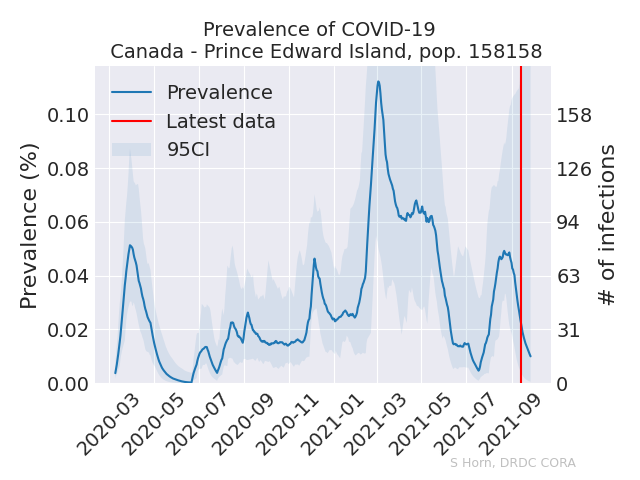 Prevalence of COVID-19
Canada - Prince Edward Island, pop. 158158
Prevalence
Latest data
95CI
Prevalence (%)
0.10
0.08
0.06
0.04
0.02
0.00
# of infections
158
126
94
63
31
0
2020-03
2020-05
2020-07
2020-09
2020-11
2021-01
2021-03
2021-05
2021-07
2021-09
S Horn, DRDC CORA